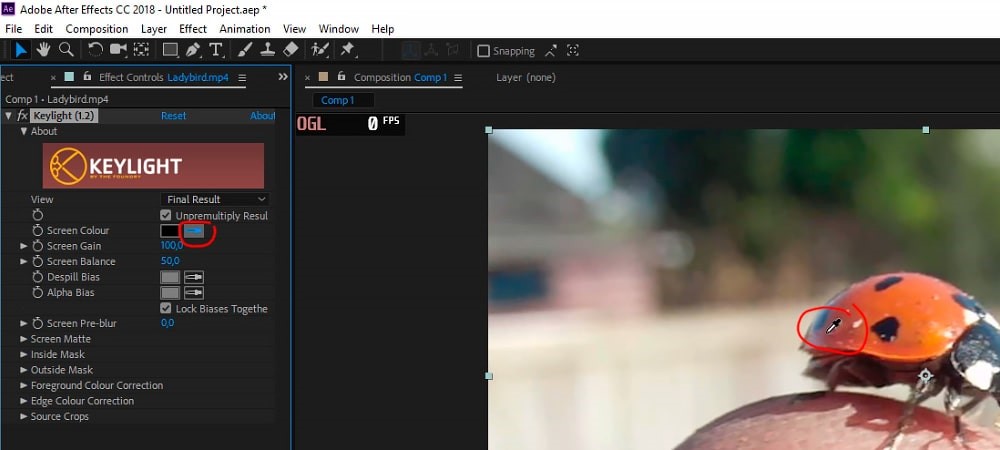 Ae Adobe After Effects CC 2018 - Untitled Project.aep *
File Edit Composition Layer Effect Animation View Window Help
T Snapping
ect × Effect Controls Ladybird.mp4 »
× Composition Comp 1 Layer (none)
Comp 1 • Ladybird.mp4
Comp 1
fx Keylight (1.2) Reset About
OGL 0 FPS
About
KEYLIGHT
BY THE FOUNDRY
View Final Result
Unpremultiply Resul
Screen Colour
Screen Gain 100,0
Screen Balance 50,0
Despill Bias
Alpha Bias
Lock Biases Togethe
Screen Pre-blur 0,0
Screen Matte
Inside Mask
Outside Mask
Foreground Colour Correction
Edge Colour Correction
Source Crops